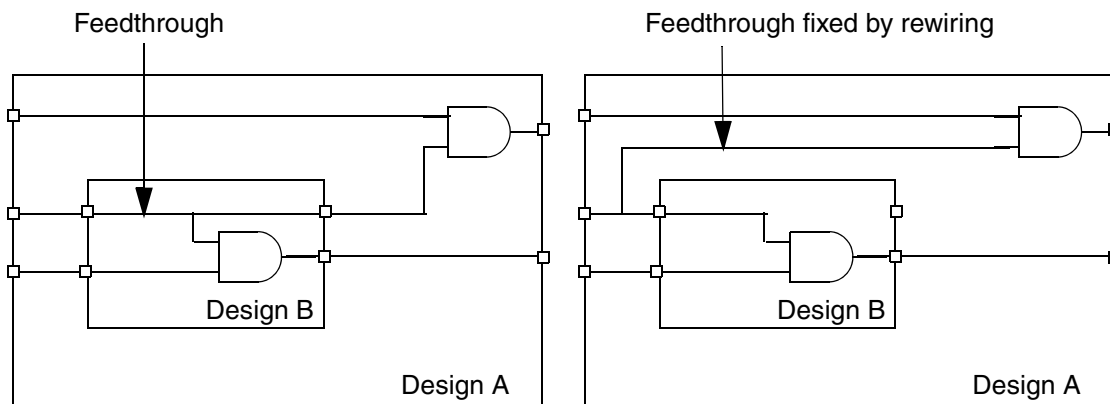 Feedthrough
Feedthrough fixed by rewiring
Design B
Design B
Design A
Design A